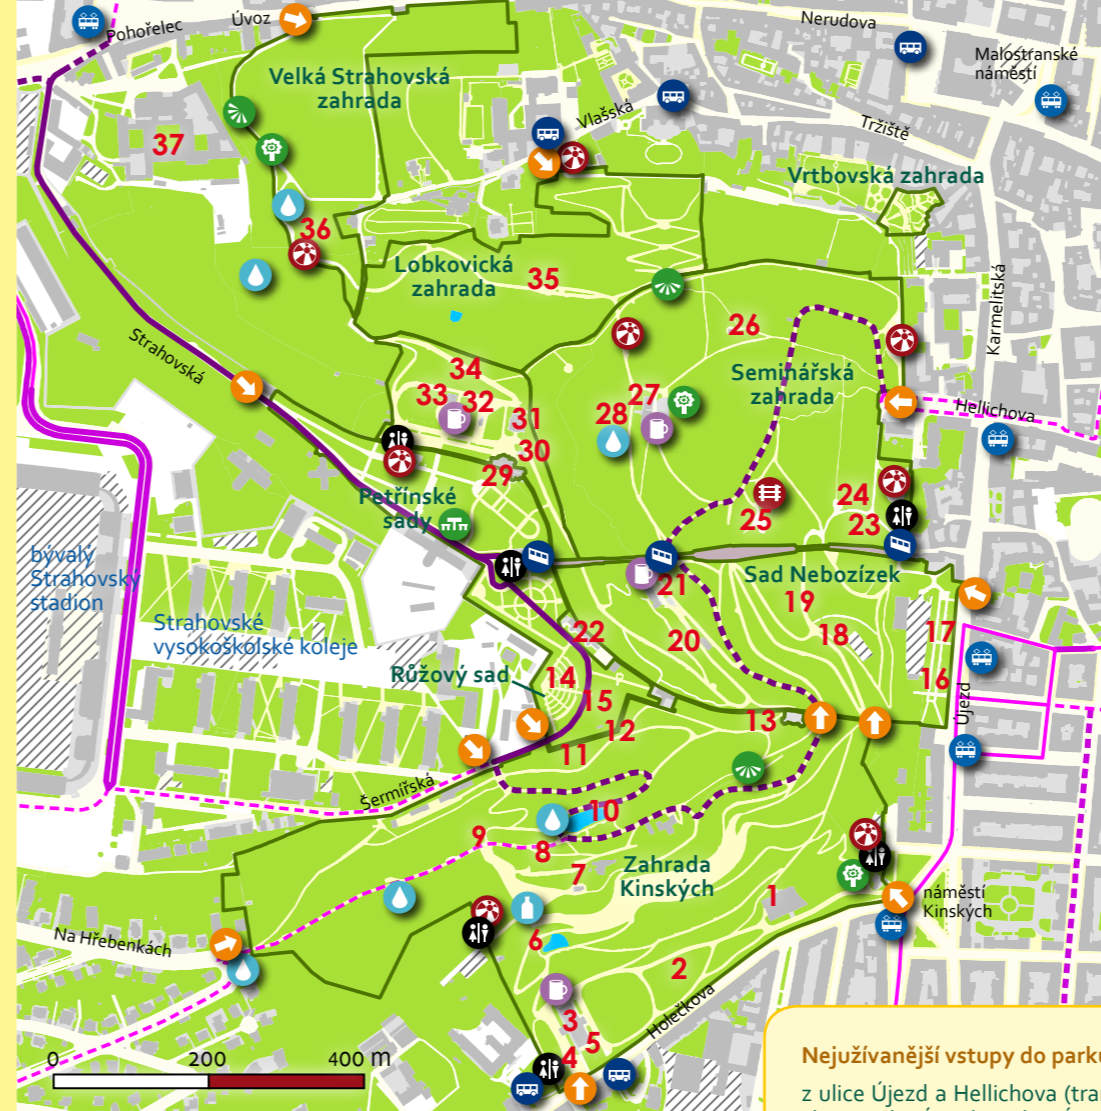 Pohořelec
Úvoz
Nerudova
Malostranské
náměstí
Velká Strahovská
zahrada
Vlašská
Tržiště
37
Vrtbovská zahrada
36
Lobkovická
zahrada
35
Karmelitská
Strahovská
26
34
Seminářská
zahrada
33
32
27
28
31
Hellichova
30
29
Petřínské
sady
24
25
23
bývalý
Strahovský
stadion
Sad Nebozízek
21
19
Strahovské
vysokoškolské koleje
22
20
18
17
Růžový sad
14
16
15
Újezd
13
12
11
Šermířská
10
9
8
7
Zahrada
Kinských
1
náměstí
Kinských
Na Hřebenkách
6
2
Holečkova
3
5
4
0 200 400 m
Nejužívanější vstupy do parku
z ulice Újezd a Hellichova (tra